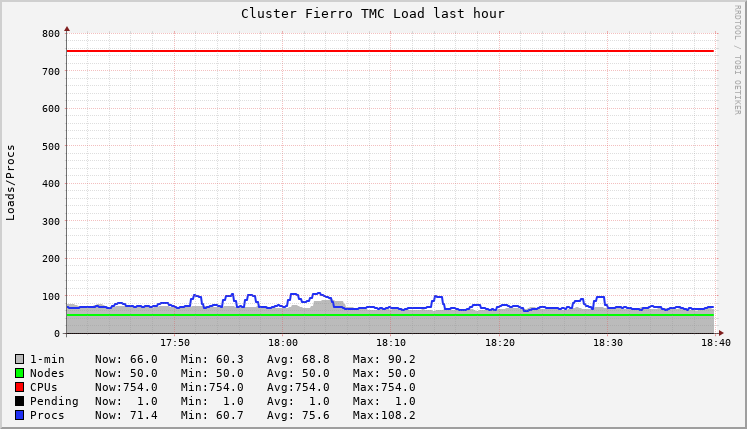 Cluster Fierro TMC Load last hour
RRDTOOL / TOBI OETIKER
Loads/Procs
800
700
600
500
400
300
200
100
0
17:50 18:00 18:10 18:20 18:30 18:40
1-min Now: 66.0 Min: 60.3 Avg: 68.8 Max: 90.2
Nodes Now: 50.0 Min: 50.0 Avg: 50.0 Max: 50.0
CPUs Now:754.0 Min:754.0 Avg:754.0 Max:754.0
Pending Now: 1.0 Min: 1.0 Avg: 1.0 Max: 1.0
Procs Now: 71.4 Min: 60.7 Avg: 75.6 Max:108.2